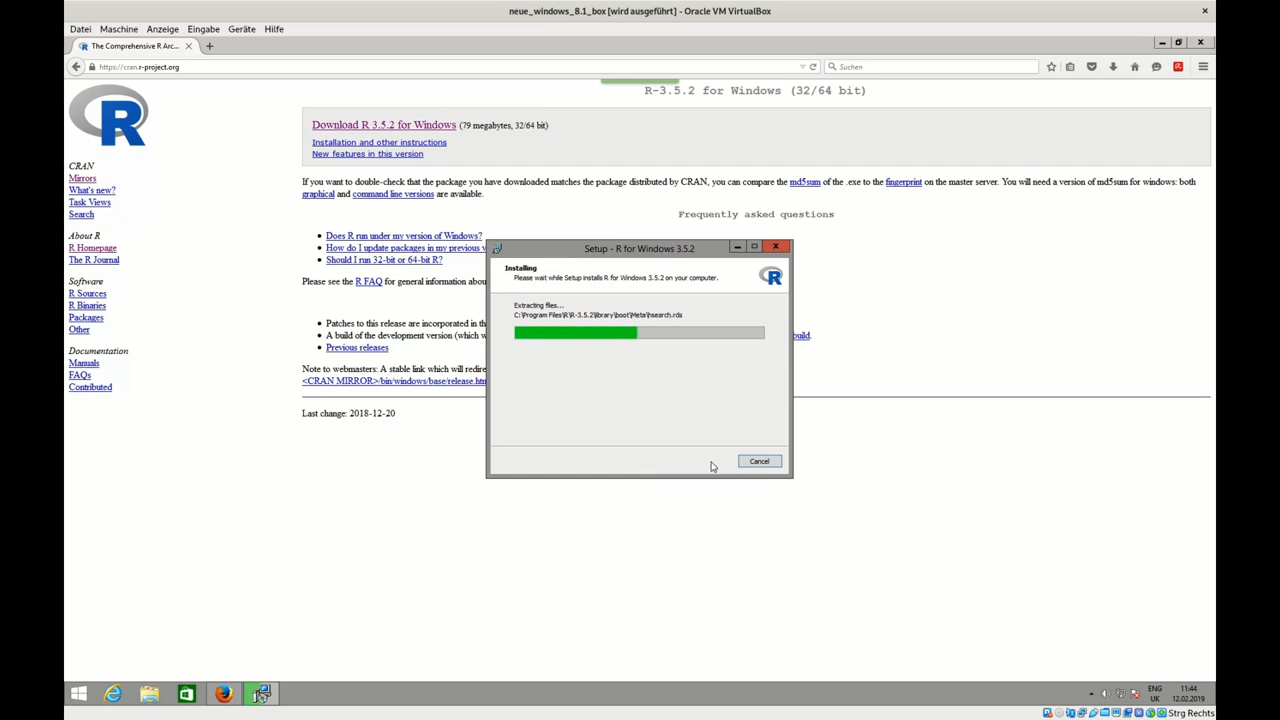 neue_windows_8.1_box [wird ausgeführt] - Oracle VM VirtualBox
Datei Maschine Anzeige Eingabe Geräte Hilfe
The Comprehensive R Arc...
https://cran.r-project.org
Suchen
R
CRAN
Mirrors
What's new?
Task Views
Search
About R
R Homepage
The R Journal
Software
R Sources
R Binaries
Packages
Other
Documentation
Manuals
FAQs
Contributed
R-3.5.2 for Windows (32/64 bit)
Download R 3.5.2 for Windows (79 megabytes, 32/64 bit)
Installation and other instructions
New features in this version
If you want to double-check that the package you have downloaded matches the package distributed by CRAN, you can compare the md5sum of the .exe to the fingerprint on the master server. You will need a version of md5sum for windows: both
graphical and command line versions are available.
Frequently asked questions
Does R run under my version of Windows?
How do I update packages in my previous v
Should I run 32-bit or 64-bit R?
Please see the R FAQ for general information abou
Patches to this release are incorporated in th
A build of the development version (which w
build.
Previous releases
Note to webmasters: A stable link which will redire
<CRAN MIRROR>/bin/windows/base/release.htm
Last change: 2018-12-20
Setup - R for Windows 3.5.2
Installing
Please wait while Setup installs R for Windows 3.5.2 on your computer.
R
Extracting files...
C:\Program Files\R\R-3.5.2\library\boot\Meta\hsearch.rds
Cancel
ENG
UK
11:44
12.02.2019
Strg Rechts